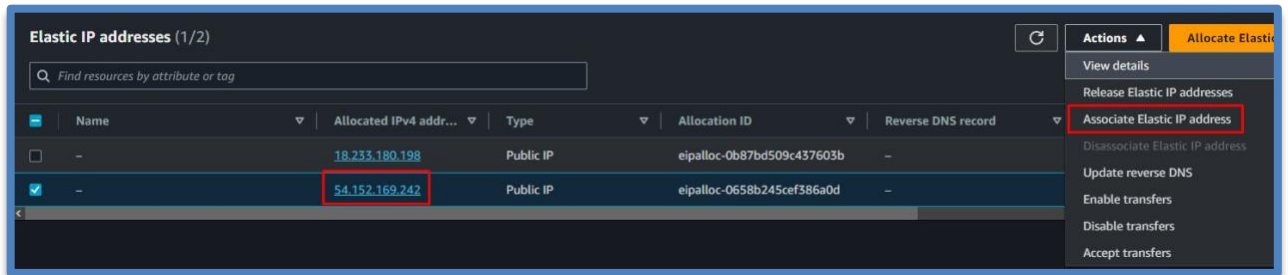 Elastic IP addresses (1/2)
Actions ▲
Allocate Elastic
Find resources by attribute or tag
View details
Release Elastic IP addresses
Associate Elastic IP address
Disassociate Elastic IP address
Update reverse DNS
Enable transfers
Disable transfers
Accept transfers
Name
Allocated IPv4 addr...
Type
Allocation ID
Reverse DNS record
– 18.233.180.198 Public IP eipalloc-0b87bd509c437603b –
– 54.152.169.242 Public IP eipalloc-0658b245cef386a0d –